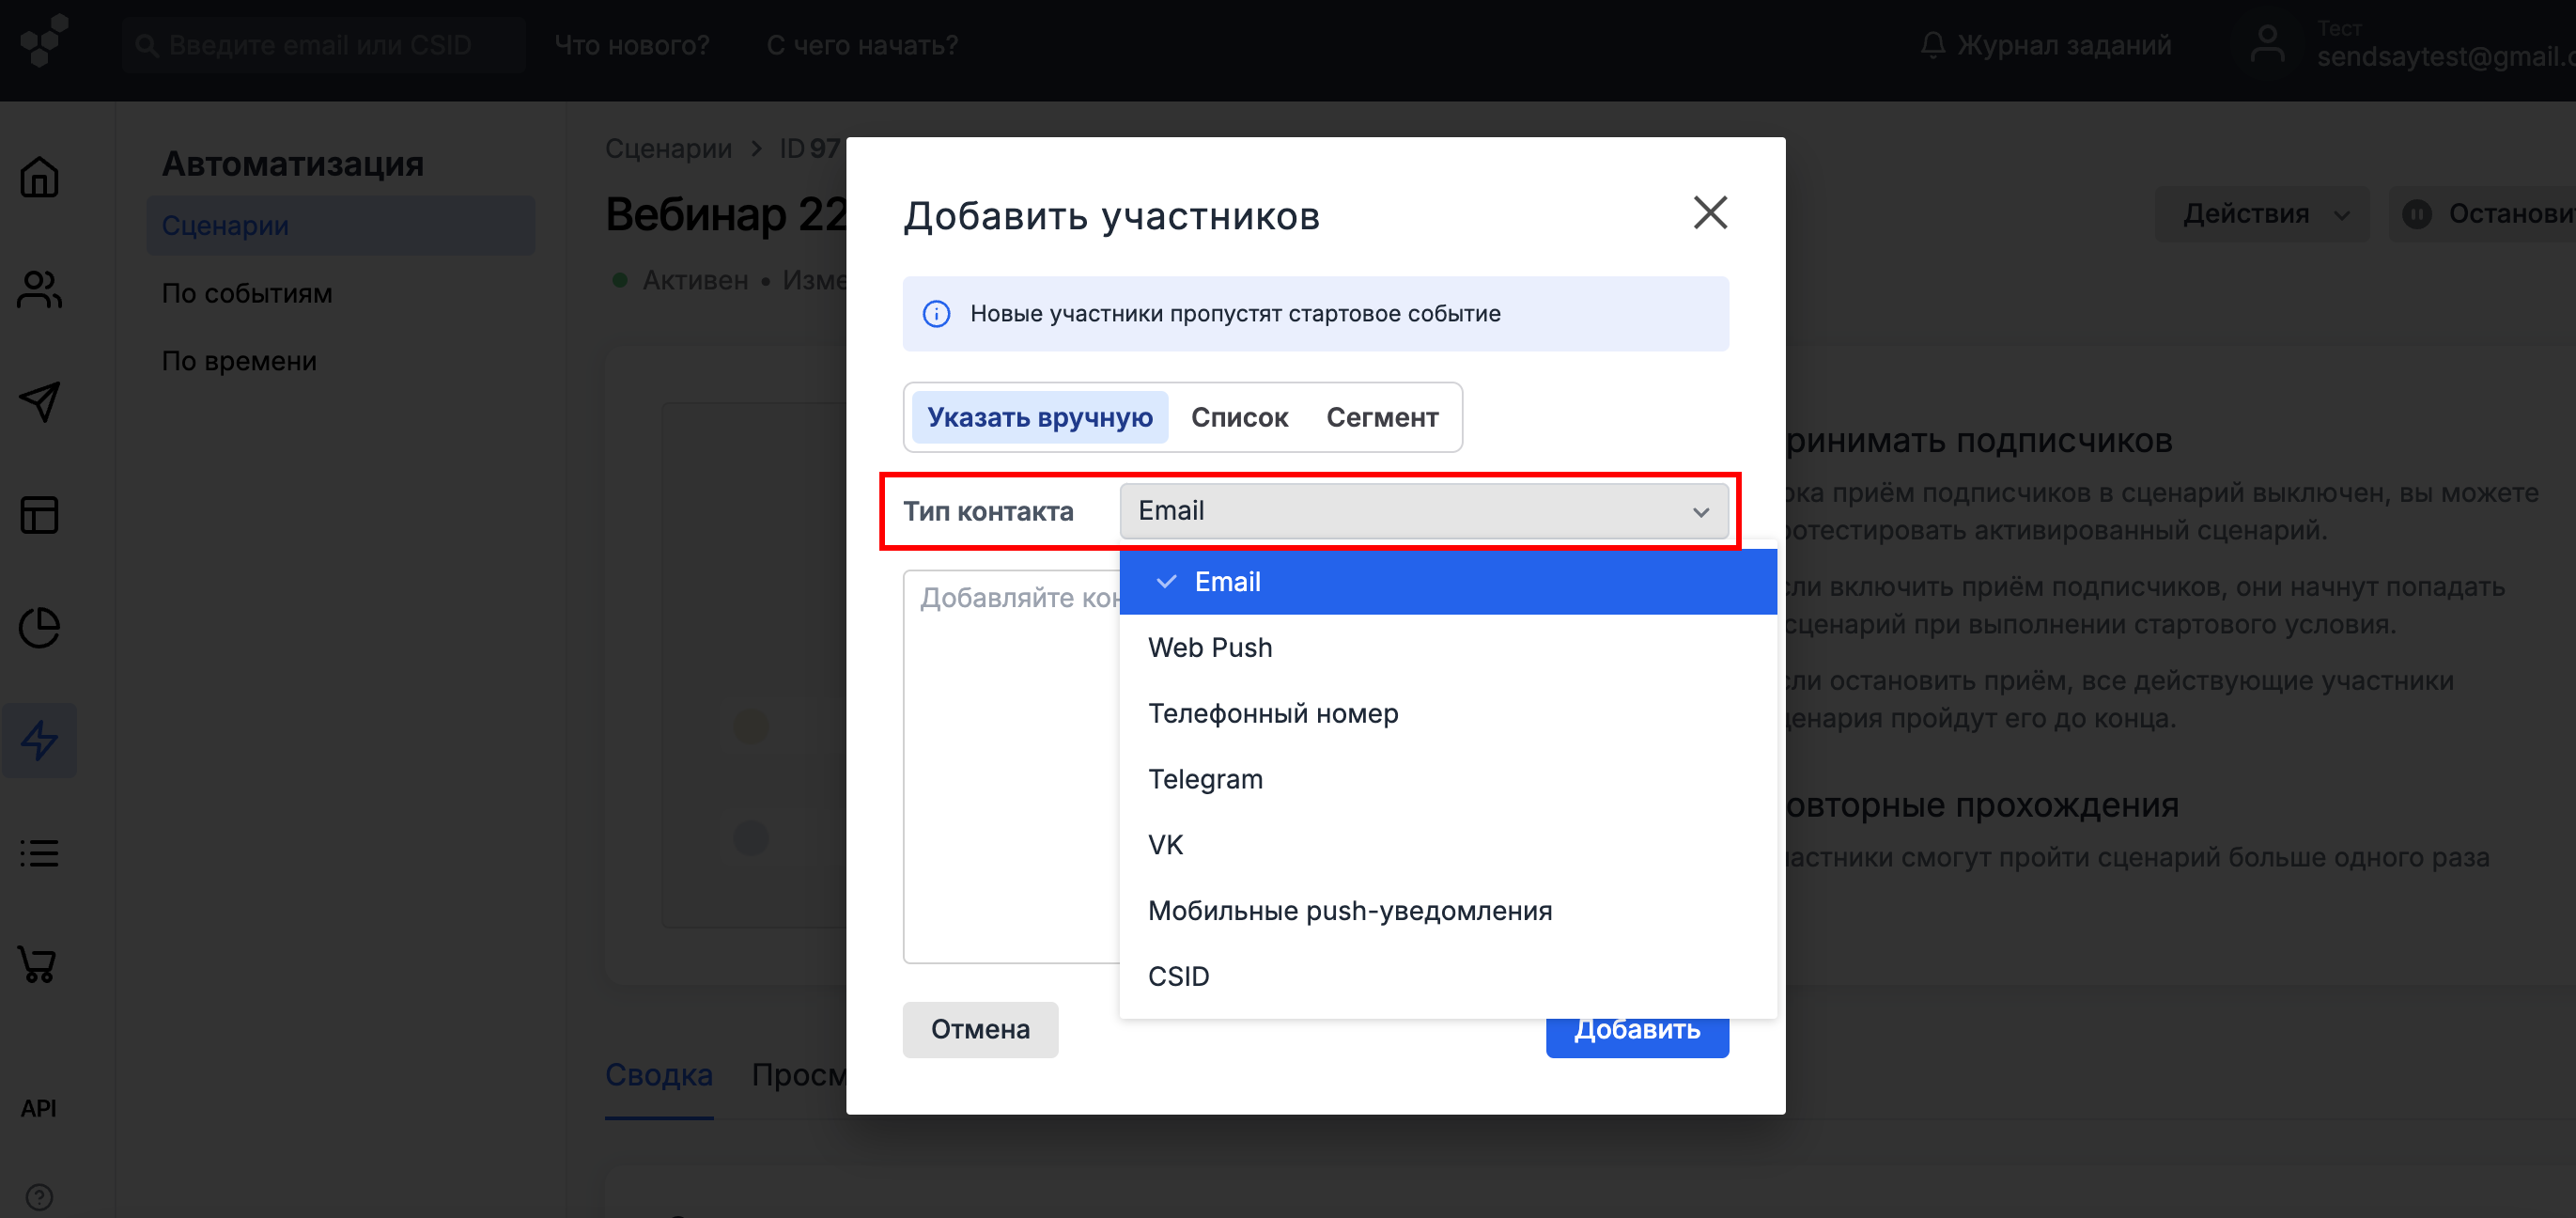 Введите email или CSID
Что нового?
С чего начать?
Журнал заданий
Тест
sendsaytest@gmail.c
Автоматизация
Сценарии
По событиям
По времени
API
Сценарии > ID 97
Вебинар 22
Активен • Изме
Действия
Останови
Добавить участников
Новые участники пропустят стартовое событие
Указать вручную
Список
Сегмент
Тип контакта
Email
Добавляйте кон
Email
Web Push
Телефонный номер
Telegram
VK
Мобильные push-уведомления
CSID
Отмена
Добавить
ринимать подписчиков
ока приём подписчиков в сценарий выключен, вы можете
ротестировать активированный сценарий.
сли включить приём подписчиков, они начнут попадать
сценарий при выполнении стартового условия.
сли остановить приём, все действующие участники
ценария пройдут его до конца.
овторные прохождения
частники смогут пройти сценарий больше одного раза
Сводка
Просм